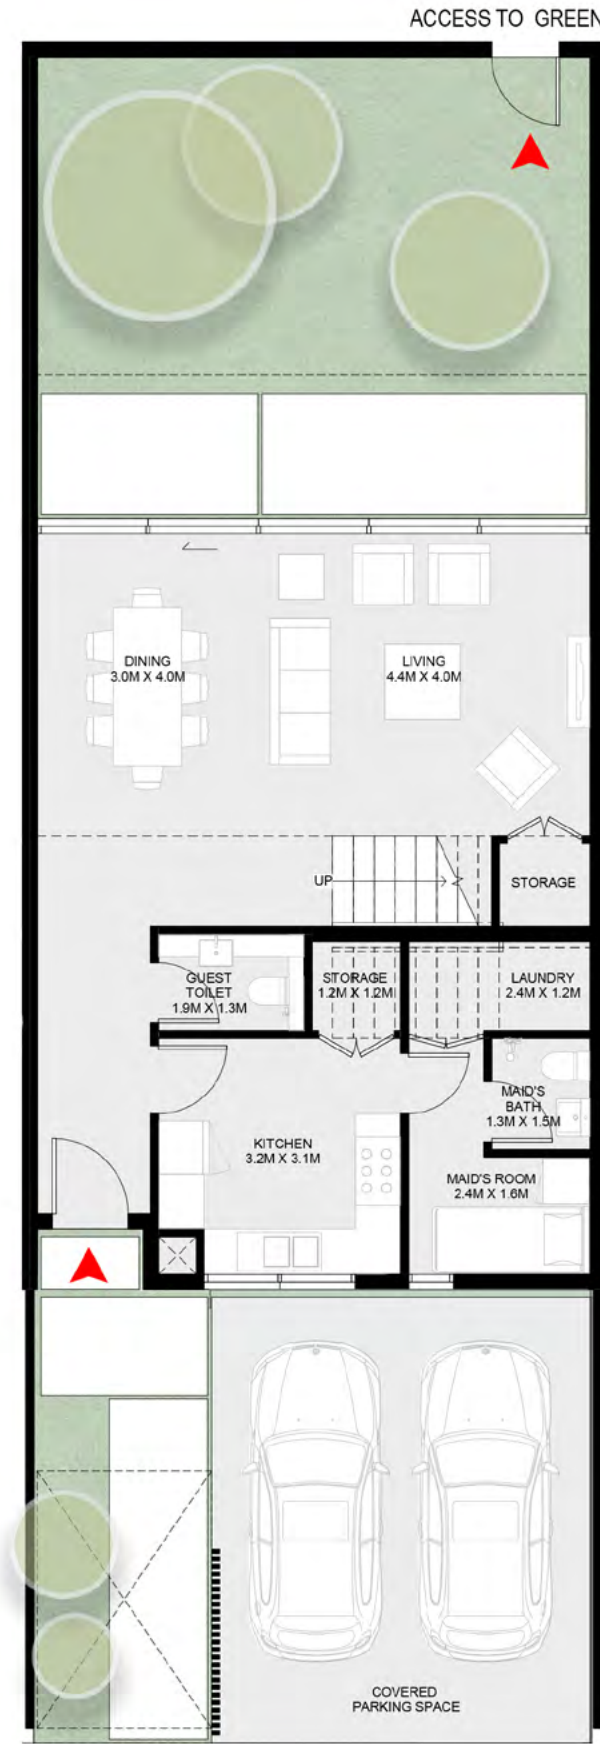 ACCESS TO GREEN
DINING
3.0M X 4.0M
LIVING
4.4M X 4.0M
UP
STORAGE
GUEST
TOILET
1.9M X 1.3M
STORAGE
1.2M X 1.2M
LAUNDRY
2.4M X 1.2M
MAID'S
BATH
1.3M X 1.5M
KITCHEN
3.2M X 3.1M
MAID'S ROOM
2.4M X 1.6M
COVERED
PARKING SPACE